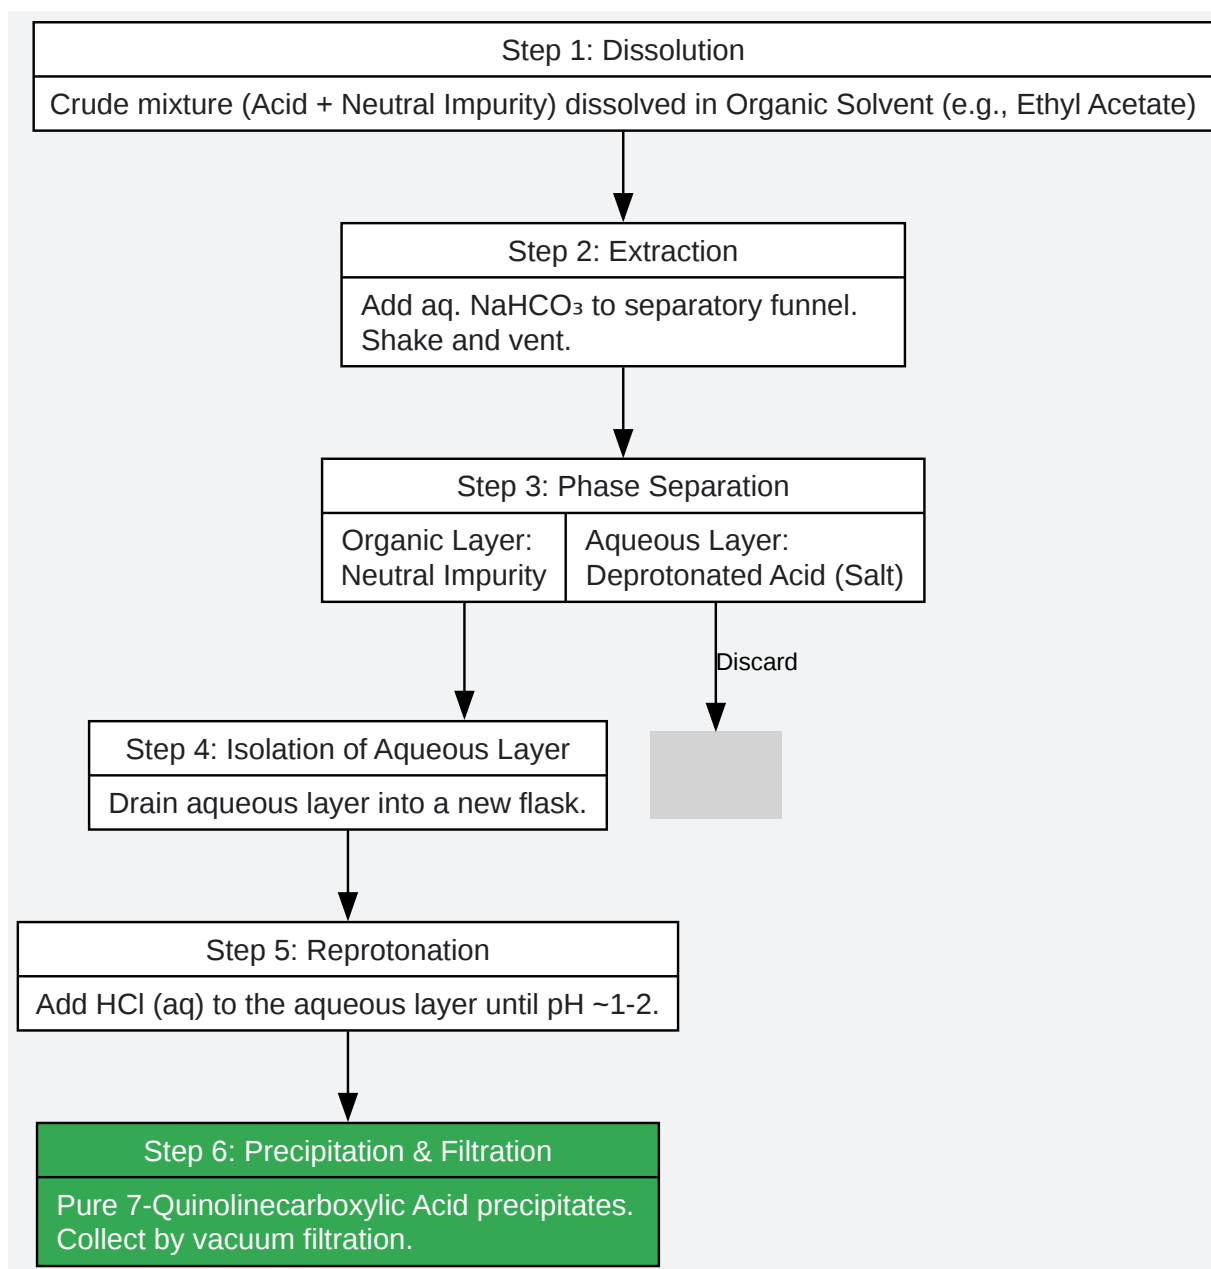 Step 1: Dissolution
Crude mixture (Acid + Neutral Impurity) dissolved in Organic Solvent (e.g., Ethyl Acetate)
Step 2: Extraction
Add aq. NaHCO₃ to separatory funnel.
Shake and vent.
Step 3: Phase Separation
Organic Layer:
Neutral Impurity
Aqueous Layer:
Deprotonated Acid (Salt)
Discard
Step 4: Isolation of Aqueous Layer
Drain aqueous layer into a new flask.
Step 5: Reprotonation
Add HCl (aq) to the aqueous layer until pH ~1-2.
Step 6: Precipitation & Filtration
Pure 7-Quinolinecarboxylic Acid precipitates.
Collect by vacuum filtration.